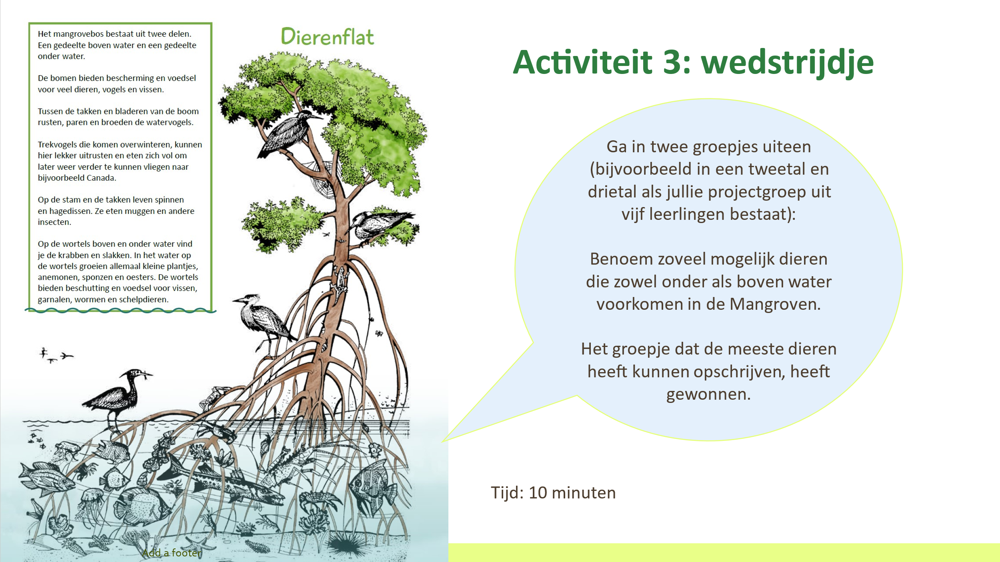 Dierenflat
Het mangrovebos bestaat uit twee delen.
Een gedeelte boven water en een gedeelte
onder water.
De bomen bieden bescherming en voedsel
voor veel dieren, vogels en vissen.
Tussen de takken en bladeren van de boom
rusten, paren en broeden de watervogels.
Trekvogels die komen overwinteren, kunnen
hier lekker uitrusten en eten zich vol om
later weer verder te kunnen vliegen naar
bijvoorbeeld Canada.
Op de stam en de takken leven spinnen
en hagedissen. Ze eten muggen en andere
insecten.
Op de wortels boven en onder water vind
je de krabben en slakken. In het water op
de wortels groeien allemaal kleine plantjes,
anemonen, sponzen en oesters. De wortels
bieden beschutting en voedsel voor vissen,
garnalen, wormen en schelpdieren.
Add a footer
Activiteit 3: wedstrijdje
Ga in twee groepjes uiteen
(bijvoorbeeld in een tweetal en
drietal als jullie projectgroep uit
vijf leerlingen bestaat):
Benoem zoveel mogelijk dieren
die zowel onder als boven water
voorkomen in de Mangroven.
Het groepje dat de meeste dieren
heeft kunnen opschrijven, heeft
gewonnen.
Tijd: 10 minuten